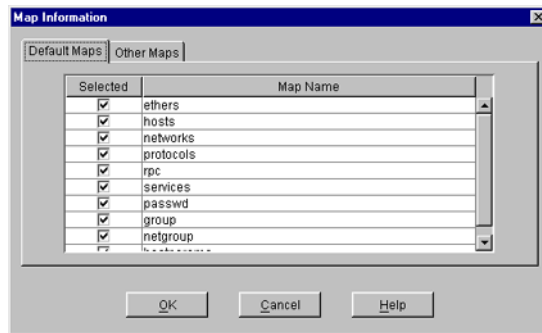 Map Information
Default Maps Other Maps
Selected Map Name
ethers
hosts
networks
protocols
rpc
services
passwd
group
netgroup
OK Cancel Help